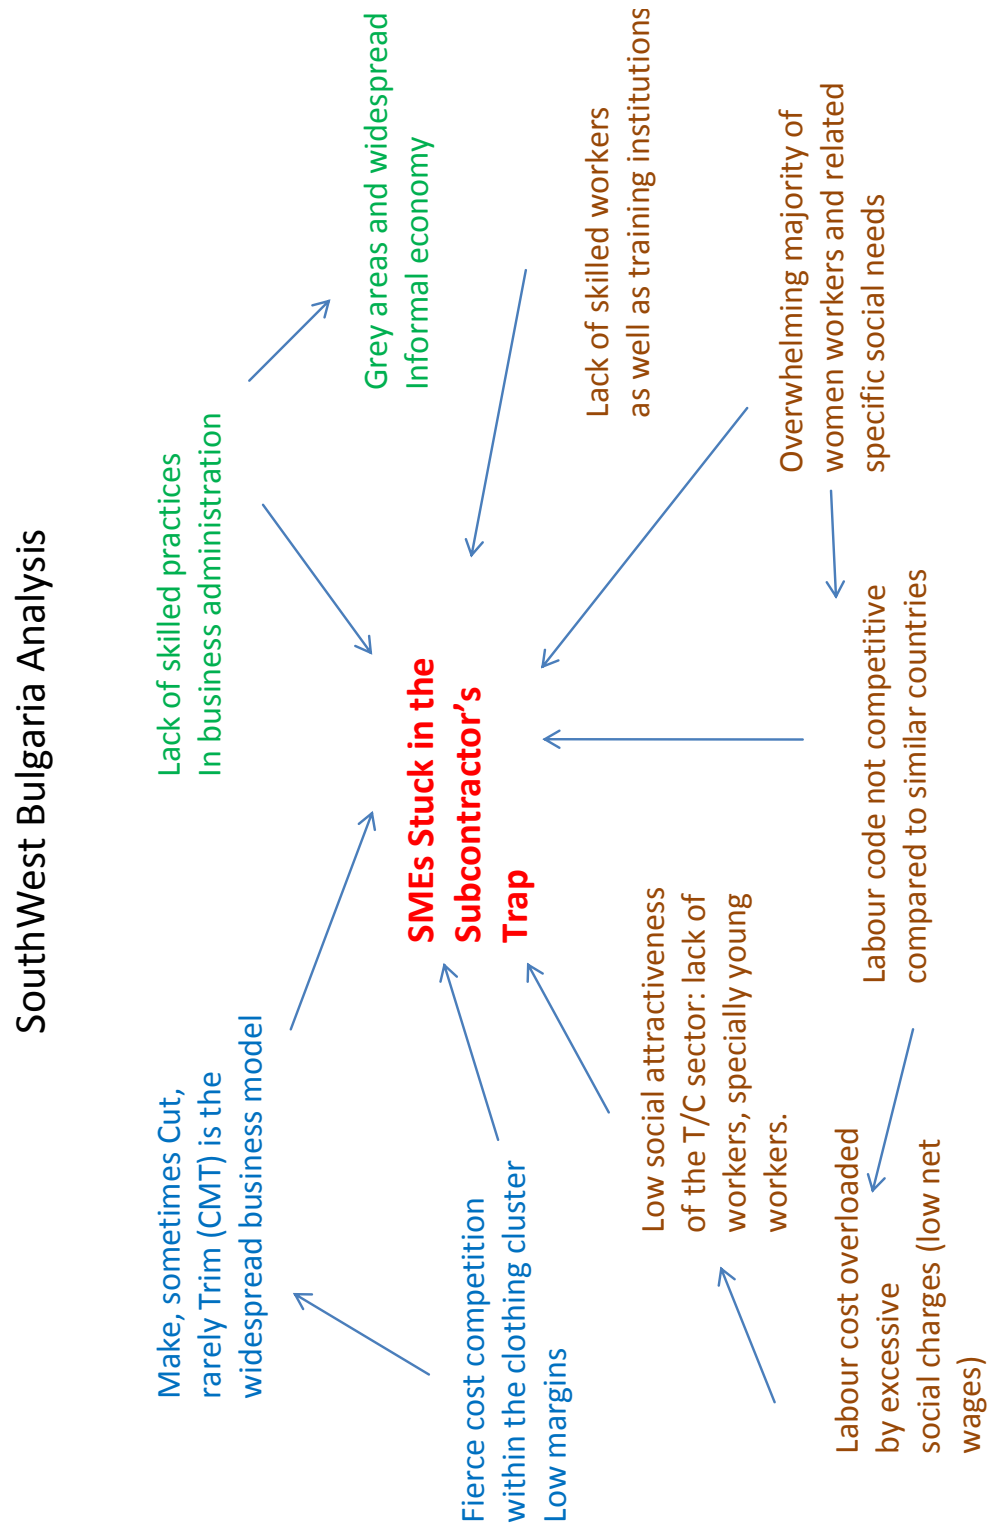 SouthWest Bulgaria Analysis
Make, sometimes Cut,
rarely Trim (CMT) is the
widespread business model
Lack of skilled practices
In business administration
Grey areas and widespread
Informal economy
Fierce cost competition
within the clothing cluster
Low margins
SMEs Stuck in the
Subcontractor’s
Trap
Lack of skilled workers
as well as training institutions
Low social attractiveness
of the T/C sector: lack of
workers, specially young
workers.
Overwhelming majority of
women workers and related
specific social needs
Labour cost overloaded
by excessive
social charges (low net
wages)
Labour code not competitive
compared to similar countries